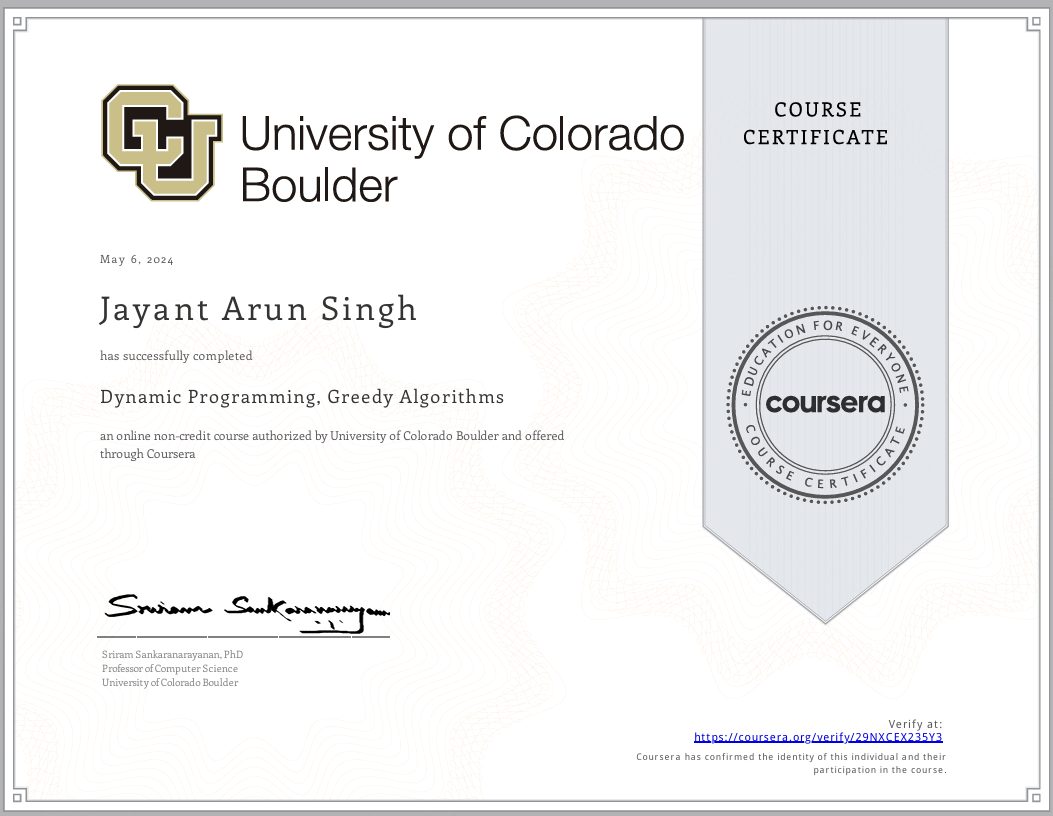 CU
University of Colorado
Boulder
COURSE
CERTIFICATE
May 6, 2024
Jayant Arun Singh
has successfully completed
Dynamic Programming, Greedy Algorithms
an online non-credit course authorized by University of Colorado Boulder and offered
through Coursera
EDUCATION FOR EVERYONE
coursera
COURSE CERTIFICATE
Sriram Sankaranarayanan
Sriram Sankaranarayanan, PhD
Professor of Computer Science
University of Colorado Boulder
Verify at:
https://coursera.org/verify/29NXCEX235Y3
Coursera has confirmed the identity of this individual and their
participation in the course.